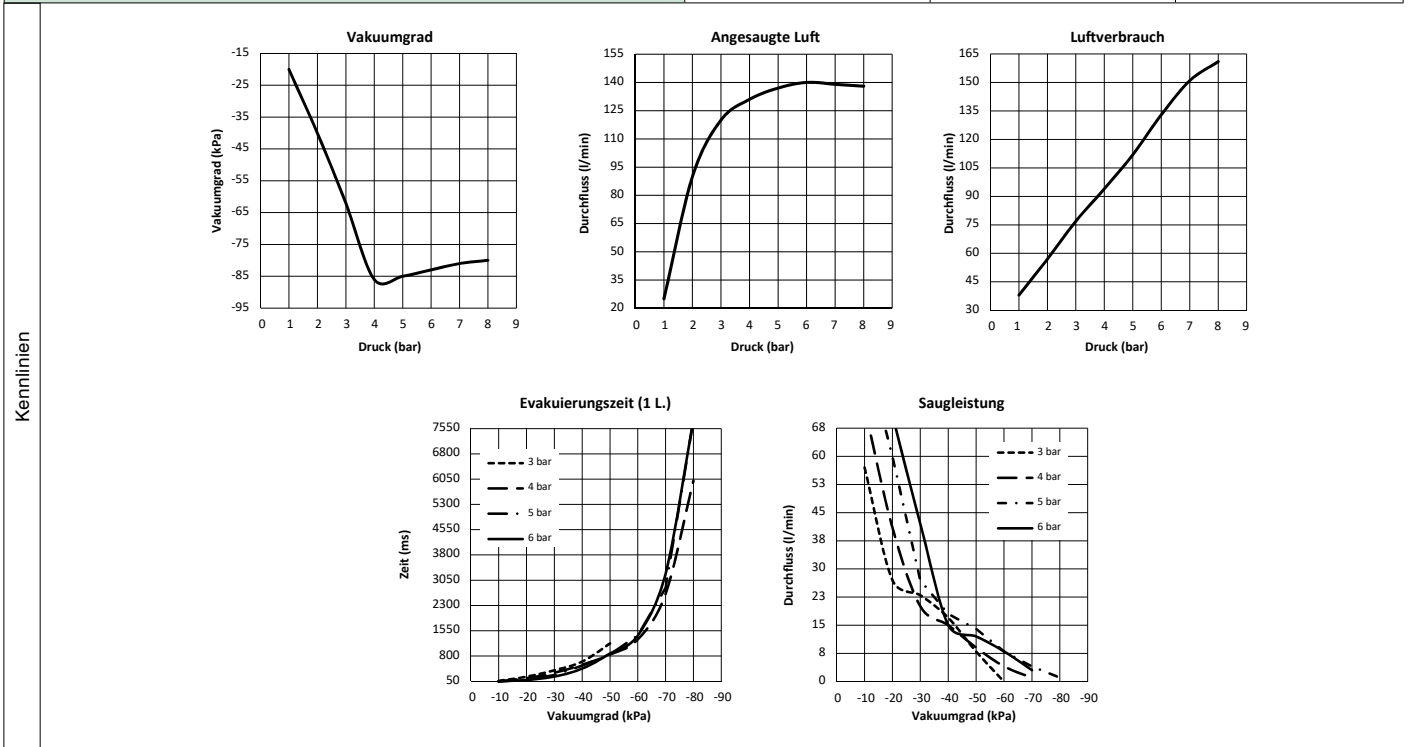 Kennlinien
Vakuumgrad
Vakuumgrad (kPa)
-15
-25
-35
-45
-55
-65
-75
-85
-95
0 1 2 3 4 5 6 7 8 9
Druck (bar)
Angesaugte Luft
Durchfluss (l/min)
155
140
125
110
95
80
65
50
35
20
0 1 2 3 4 5 6 7 8 9
Druck (bar)
Luftverbrauch
Durchfluss (l/min)
165
150
135
120
105
90
75
60
45
30
0 1 2 3 4 5 6 7 8 9
Druck (bar)
Evakuierungszeit (1 L.)
Zeit (ms)
7550
6800
6050
5300
4550
3800
3050
2300
1550
800
50
3 bar
4 bar
5 bar
6 bar
0 -10 -20 -30 -40 -50 -60 -70 -80 -90
Vakuumgrad (kPa)
Saugleistung
Durchfluss (l/min)
68
60
53
45
38
30
23
15
8
0
3 bar
4 bar
5 bar
6 bar
0 -10 -20 -30 -40 -50 -60 -70 -80 -90
Vakuumgrad (kPa)